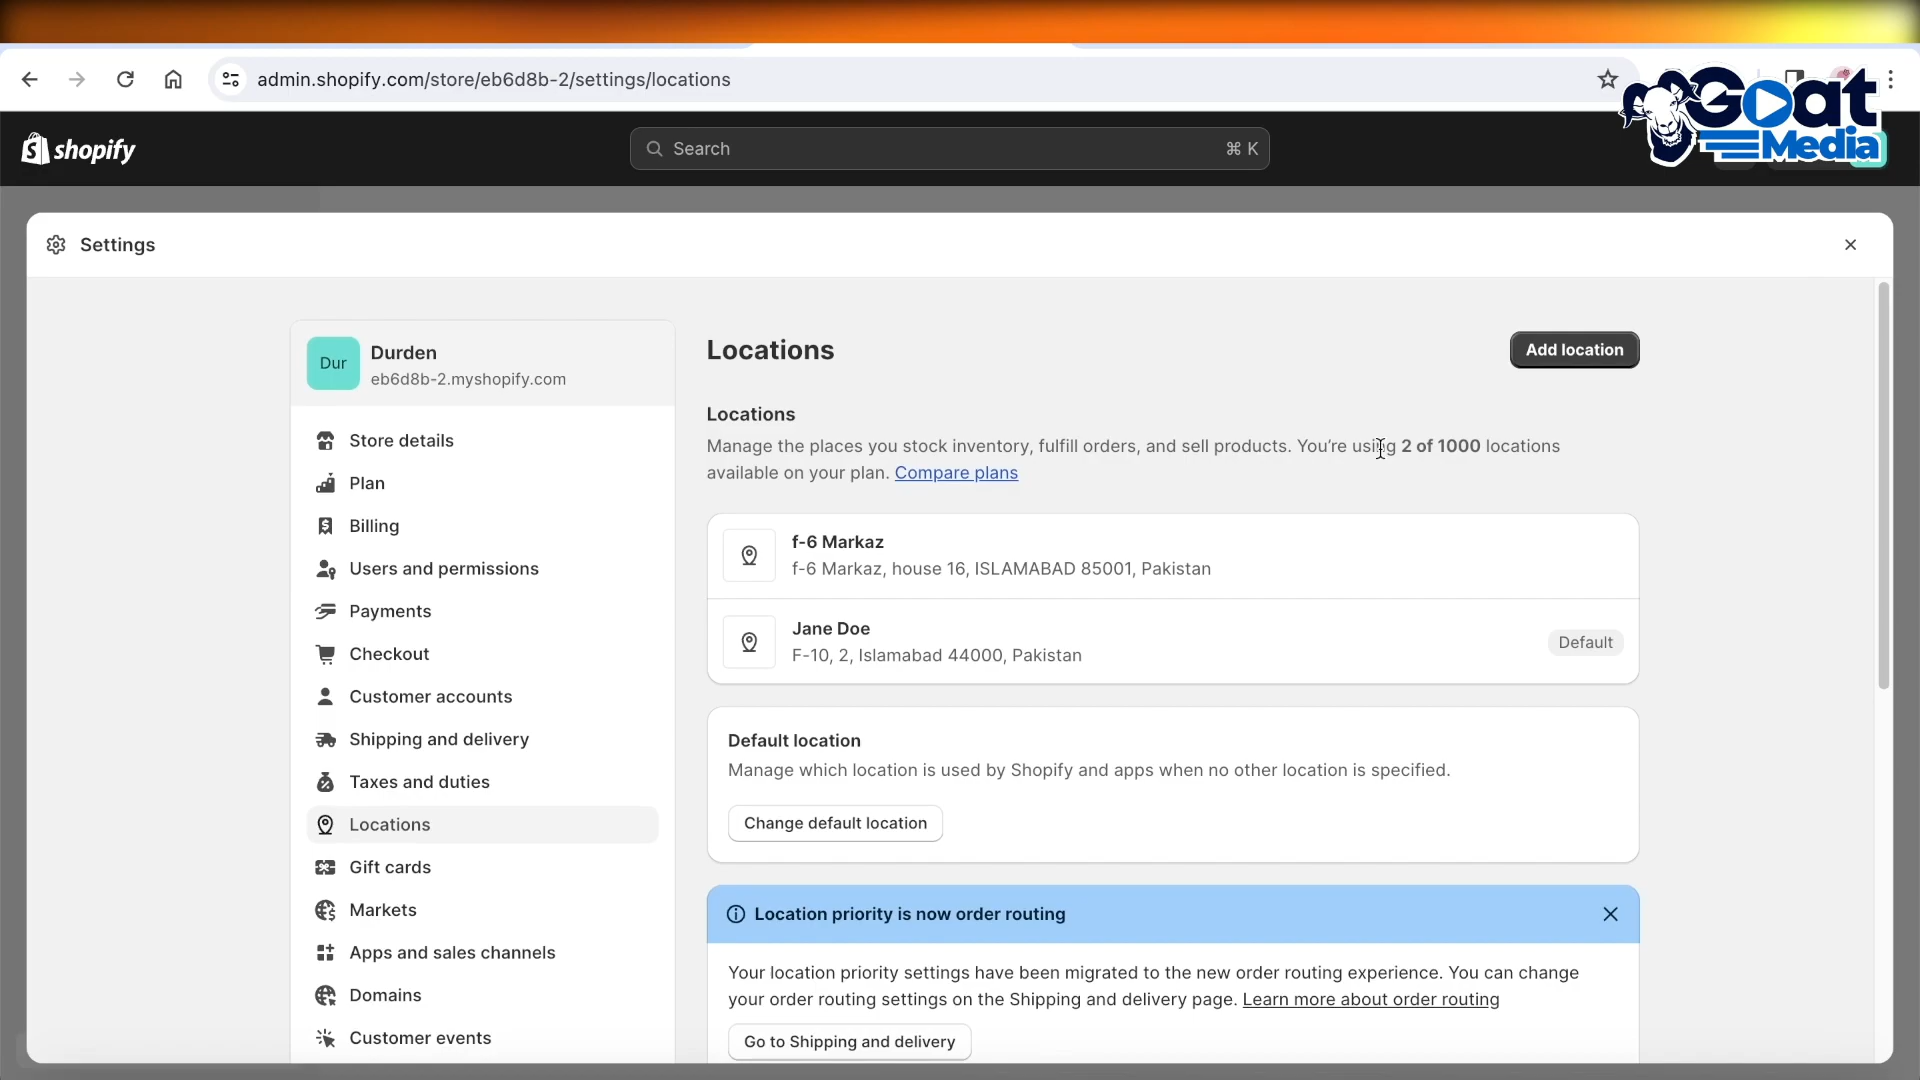 admin.shopify.com/store/eb6d8b-2/settings/locations
Goat
Media
shopify
Search
⌘ K
Settings
Dur
Durden
eb6d8b-2.myshopify.com
Store details
Plan
Billing
Users and permissions
Payments
Checkout
Customer accounts
Shipping and delivery
Taxes and duties
Locations
Gift cards
Markets
Apps and sales channels
Domains
Customer events
Locations
Add location
Locations
Manage the places you stock inventory, fulfill orders, and sell products. You're using 2 of 1000 locations
available on your plan. Compare plans
f-6 Markaz
f-6 Markaz, house 16, ISLAMABAD 85001, Pakistan
Jane Doe
F-10, 2, Islamabad 44000, Pakistan
Default
Default location
Manage which location is used by Shopify and apps when no other location is specified.
Change default location
Location priority is now order routing
Your location priority settings have been migrated to the new order routing experience. You can change
your order routing settings on the Shipping and delivery page. Learn more about order routing
Go to Shipping and delivery